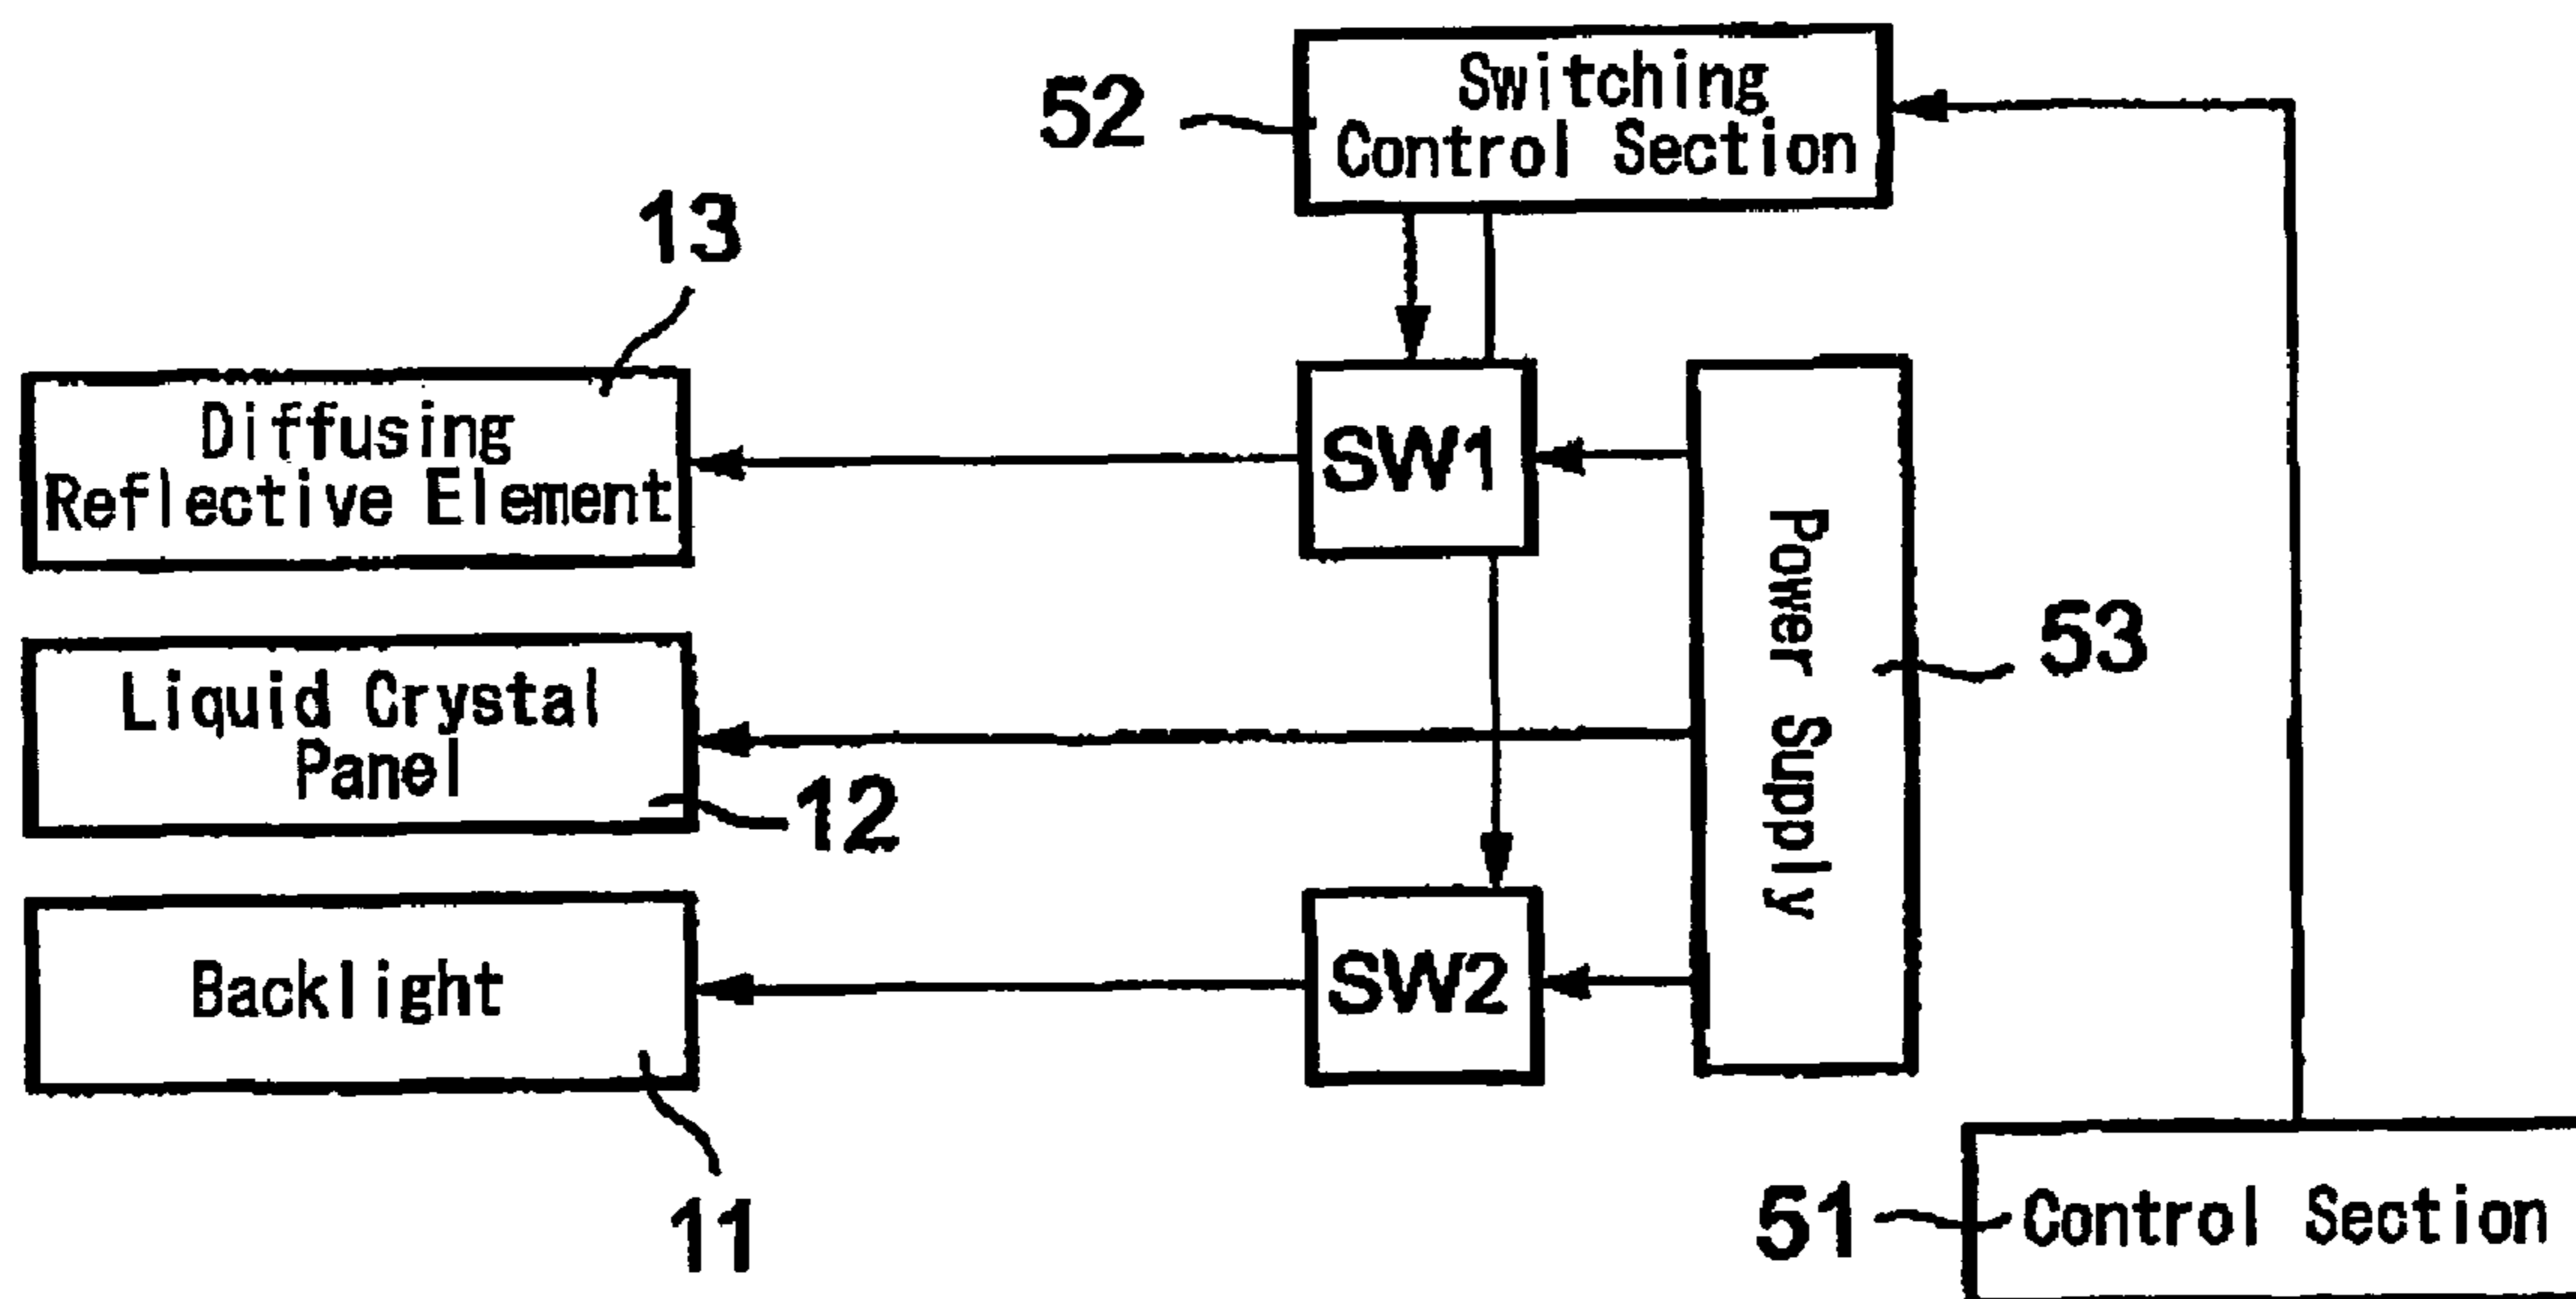 52
Switching
Control Section
13
Diffusing
Reflective Element
SW1
Power Supply
53
Liquid Crystal
Panel
12
Backlight
SW2
11
51
Control Section